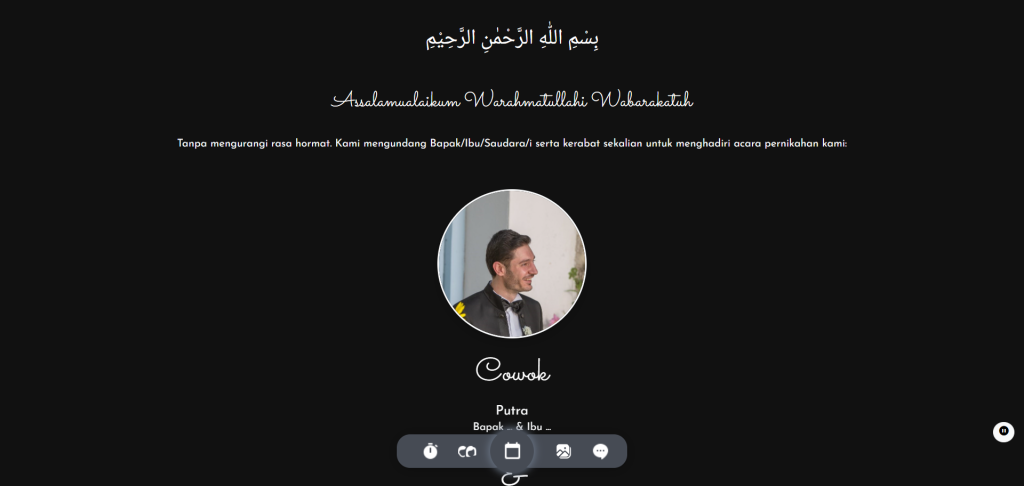 بِسْمِ اللّٰهِ الرَّحْمٰنِ الرَّحِيْمِ
Assalamualaikum Warahmatullahi Wabarakatuh
Tanpa mengurangi rasa hormat. Kami mengundang Bapak/Ibu/Saudara/i serta kerabat sekalian untuk menghadiri acara pernikahan kami:
Cowok
Putra
Bapak ... & Ibu ...
&